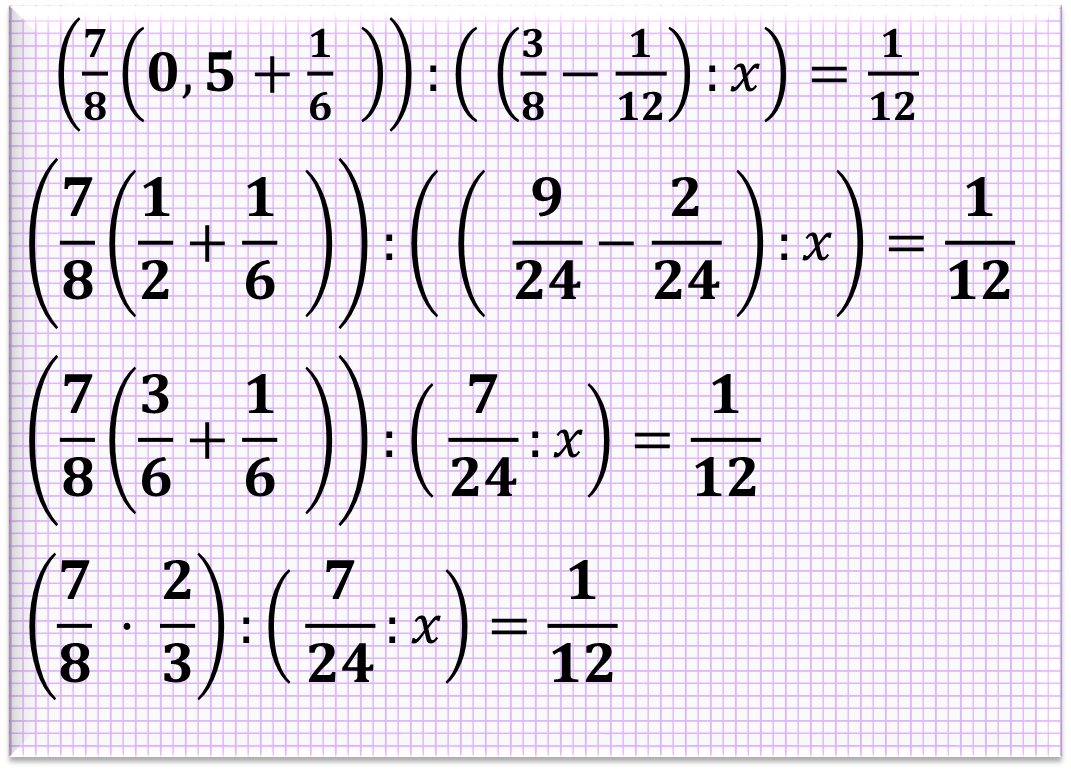 (7/8(0,5 + 1/6)) : ((3/8 − 1/12) : x) = 1/12
(7/8(1/2 + 1/6)) : ((9/24 − 2/24) : x) = 1/12
(7/8(3/6 + 1/6)) : (7/24 : x) = 1/12
(7/8 · 2/3) : (7/24 : x) = 1/12